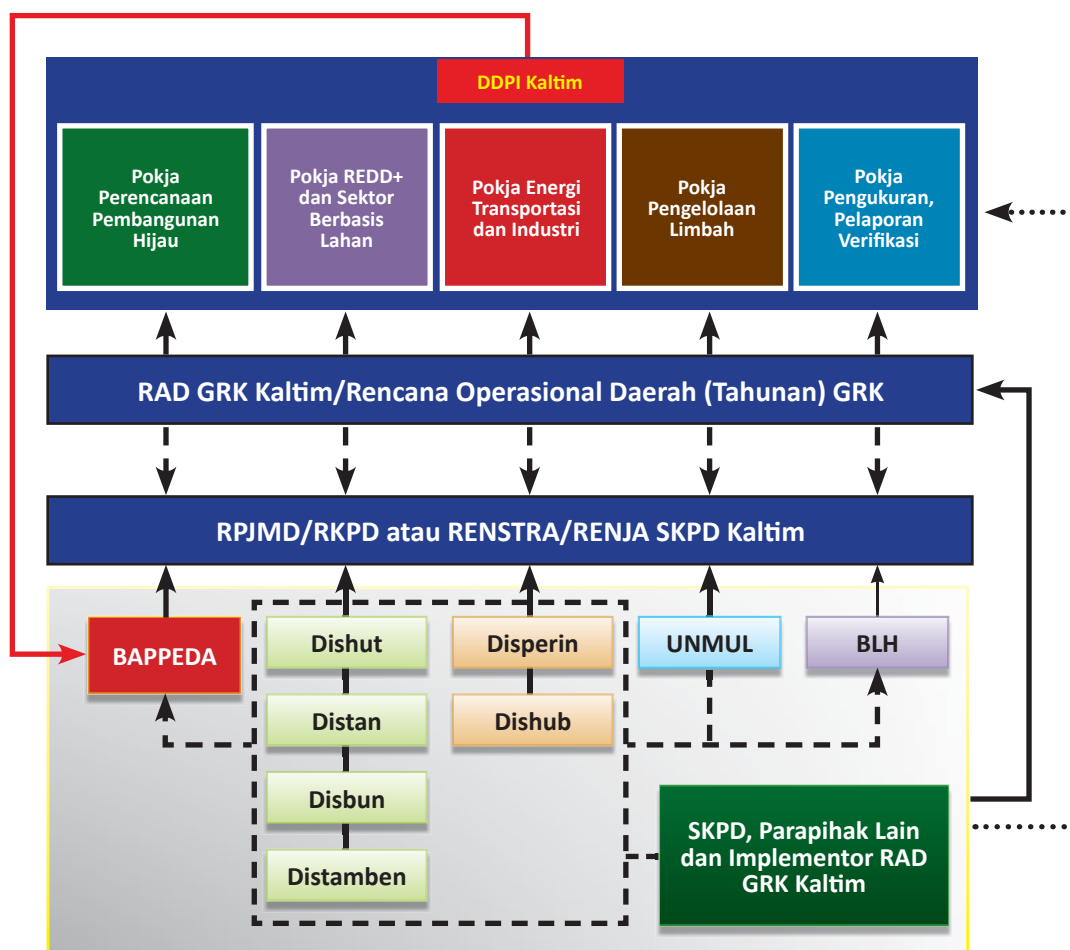 DDPI Kaltim
Pokja
Perencanaan
Pembangunan
Hijau
Pokja REDD+
dan Sektor
Berbasis
Lahan
Pokja Energi
Transportasi
dan Industri
Pokja
Pengelolaan
Limbah
Pokja
Pengukuran,
Pelaporan
Verifikasi
RAD GRK Kaltim/Rencana Operasional Daerah (Tahunan) GRK
RPJMD/RKPD atau RENSTRA/RENJA SKPD Kaltim
BAPPEDA
Dishut
Distan
Disbun
Distamben
Disperin
Dishub
UNMUL
BLH
SKPD, Parapihak Lain
dan Implementor RAD
GRK Kaltim